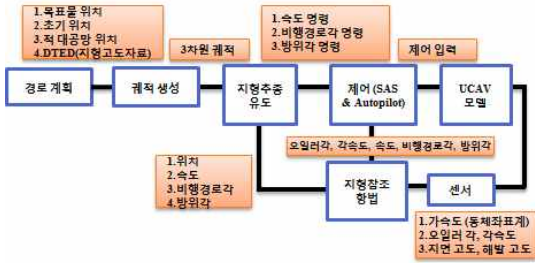 1.목표물 위치
2.초기 위치
3.적 대공망 위치
4.DTED(지형고도자료)
3차원 궤적
1.속도 명령
2.비행경로각 명령
3.방위각 명령
제어 입력
경로 계획
궤적 생성
지형추종
유도
제어 (SAS
& Autopilot)
UCAV
모델
오일러각, 각속도, 속도, 비행경로각, 방위각
1.위치
2.속도
3.비행경로각
4.방위각
지형참조
항법
센서
1.가속도 (동체좌표계)
2.오일러 각, 각속도
3.지면 고도, 해발 고도